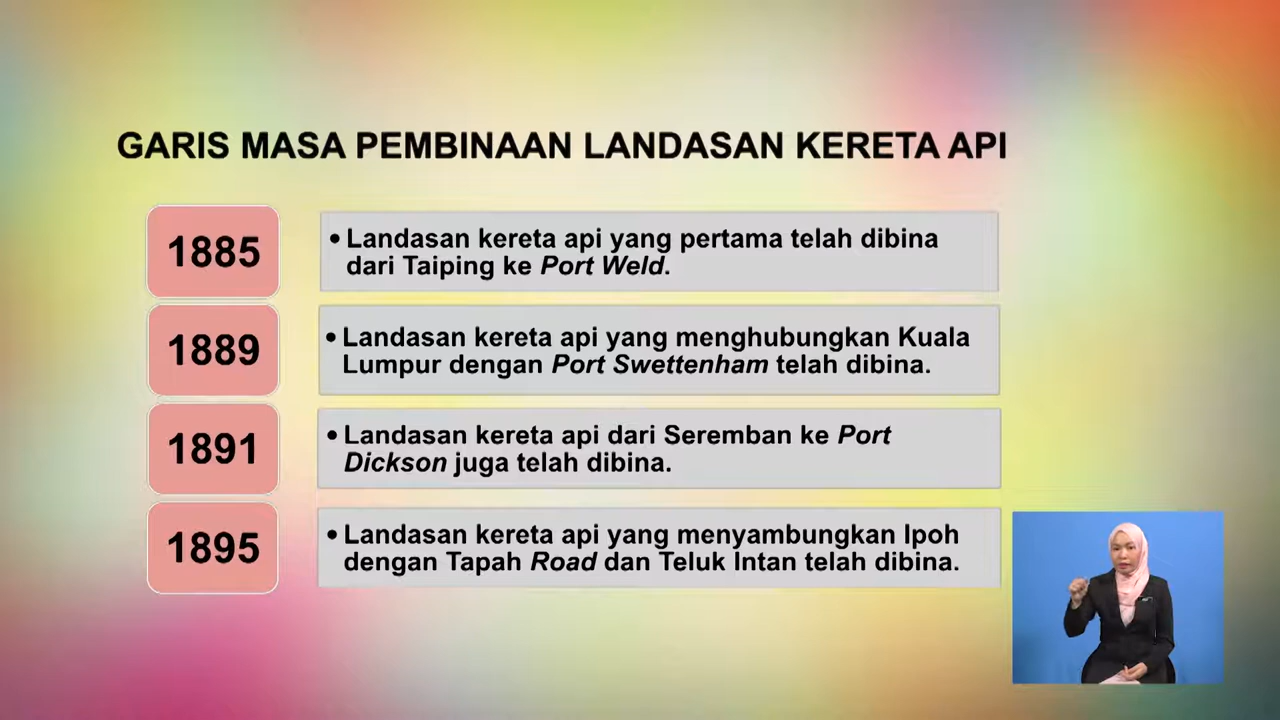 GARIS MASA PEMBINAAN LANDASAN KERETA API
1885
• Landasan kereta api yang pertama telah dibina
dari Taiping ke Port Weld.
1889
• Landasan kereta api yang menghubungkan Kuala
Lumpur dengan Port Swettenham telah dibina.
1891
• Landasan kereta api dari Seremban ke Port
Dickson juga telah dibina.
1895
• Landasan kereta api yang menyambungkan Ipoh
dengan Tapah Road dan Teluk Intan telah dibina.